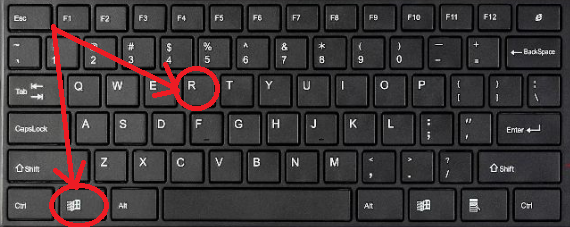 Esc F1 F2 F3 F4 F5 F6 F7 F8 F9 F10 F11 F12
~ @ # $ % ^ & * ( ) — +
` 1 2 3 4 5 6 7 8 9 0 - = BackSpace
Tab Q W E R T Y U I O P { } |
[ ] \
CapsLock A S D F G H J K L : " Enter
; '
Shift Z X C V B N M < > ? Shift
, . /
Ctrl Alt Alt Ctrl